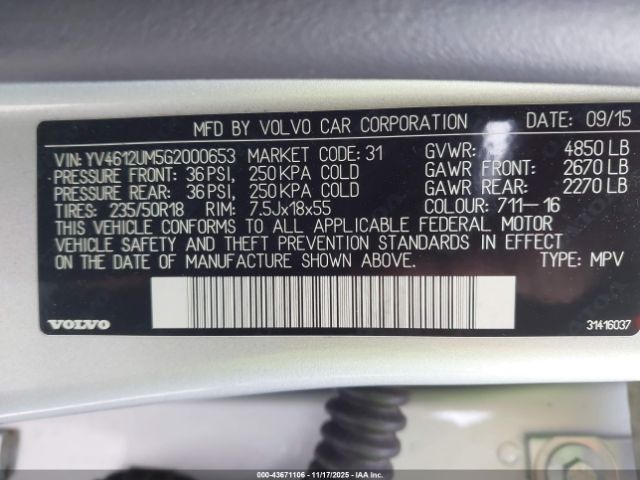 MFD BY VOLVO CAR CORPORATION DATE: 09/15
VIN: YV4612UM5G2000653 MARKET CODE: 31 GVWR: 4850 LB
PRESSURE FRONT: 36 PSI, 250 KPA COLD GAWR FRONT: 2670 LB
PRESSURE REAR: 36 PSI, 250 KPA COLD GAWR REAR: 2270 LB
TIRES: 235/50R18 RIM: 7.5Jx18x55 COLOUR: 711-16
THIS VEHICLE CONFORMS TO ALL APPLICABLE FEDERAL MOTOR
VEHICLE SAFETY AND THEFT PREVENTION STANDARDS IN EFFECT
ON THE DATE OF MANUFACTURE SHOWN ABOVE. TYPE: MPV
VOLVO 31416037
000-43671106 - 11/17/2025 - IAAI, Inc.